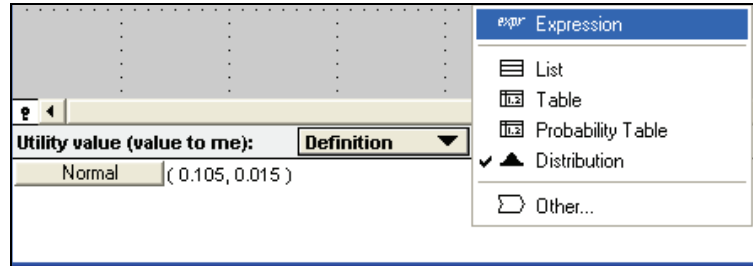 expr Expression
List
Table
Probability Table
Distribution
Other...
Utility value (value to me): Definition
Normal ( 0.105, 0.015 )